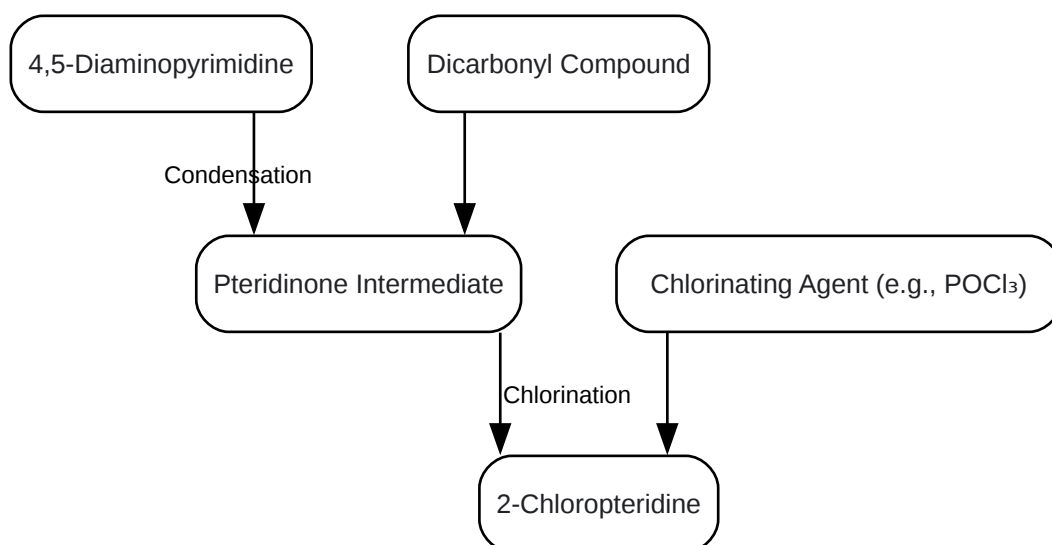 4,5-Diaminopyrimidine
Dicarbonyl Compound
Condensation
Pteridinone Intermediate
Chlorinating Agent (e.g., POCl₃)
Chlorination
2-Chloropteridine